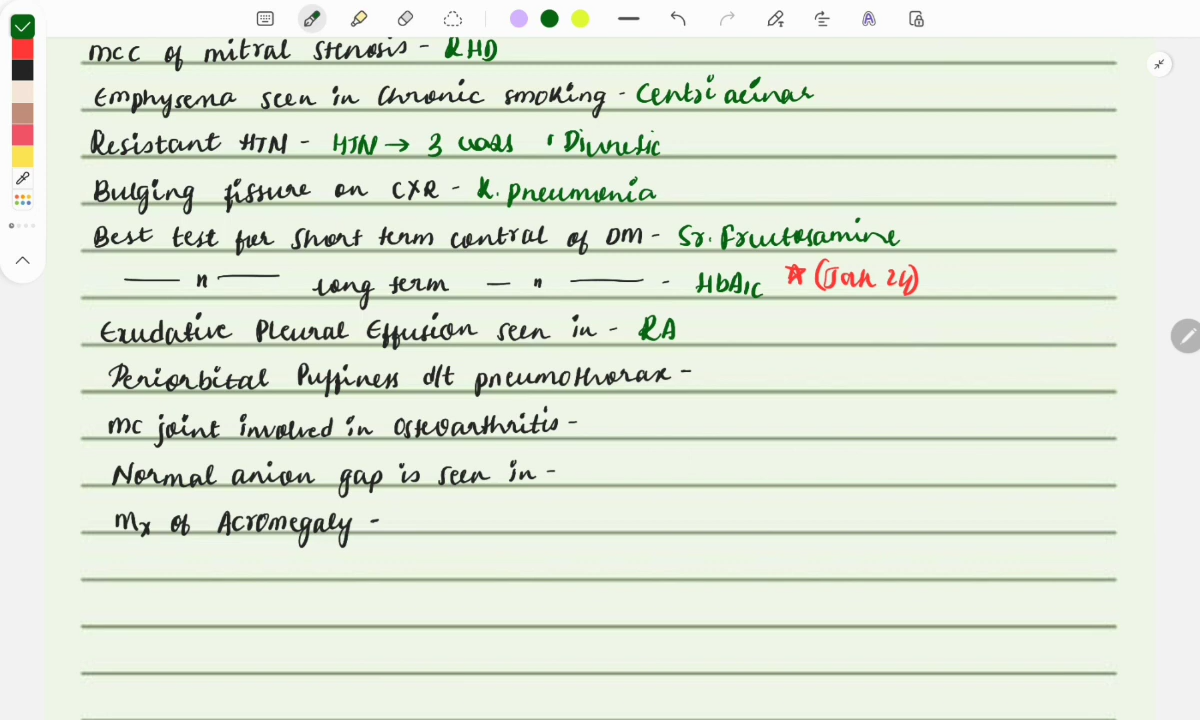 mcc of mitral stenosis - RHD
Emphysema seen in Chronic smoking - Centri acinar
Resistant HTN - HTN → 3 ' Diuretic
Bulging fissure on CXR - K. pneumonia
Best test for Short term control of DM - Sr. fructosamine
— " — long term — " — - HbA1c ☆ (Jan 24)
Exudative Pleural Effusion seen in - RA
Periorbital Puffiness d/t pneumothorax -
mc joint involved in Osteoarthritis -
Normal anion gap is seen in -
Mx of Acromegaly -